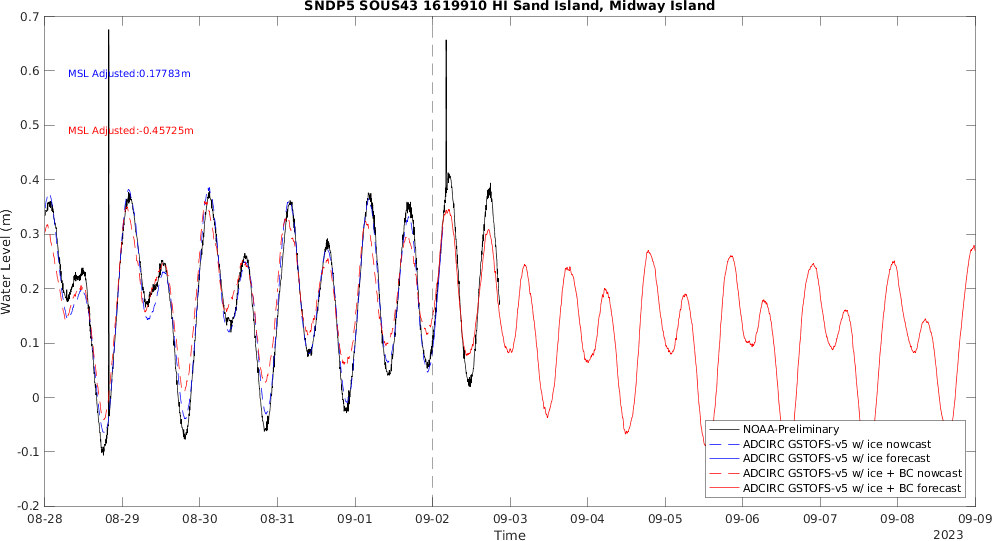 SNDP5 SOUS43 1619910 HI Sand Island, Midway Island
0.7
0.6
0.5
0.4
0.3
0.2
0.1
0
-0.1
-0.2
Water Level (m)
MSL Adjusted:0.17783m
MSL Adjusted:-0.45725m
NOAA-Preliminary
ADCIRC GSTOFS-v5 w/ ice nowcast
ADCIRC GSTOFS-v5 w/ ice forecast
ADCIRC GSTOFS-v5 w/ ice + BC nowcast
ADCIRC GSTOFS-v5 w/ ice + BC forecast
08-28 08-29 08-30 08-31 09-01 09-02 09-03 09-04 09-05 09-06 09-07 09-08 09-09
Time
2023